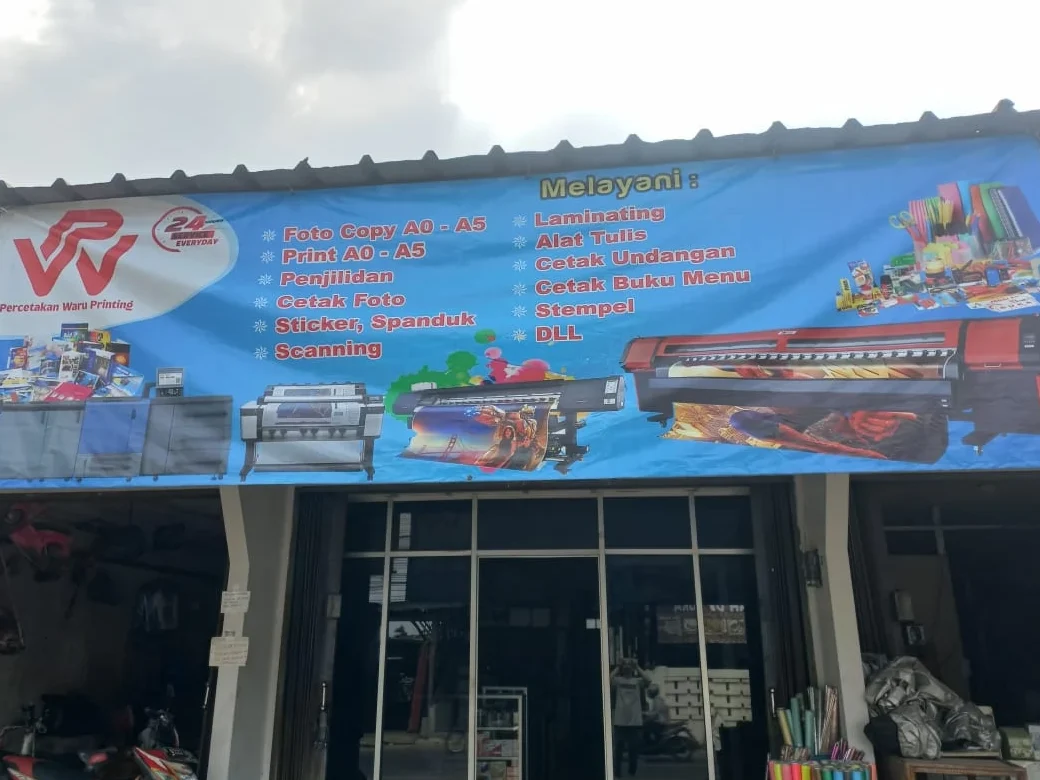 Melayani :
VPW
Percetakan Waru Printing
24
SERVICE
EVERYDAY
Foto Copy A0 - A5
Print A0 - A5
Penjilidan
Cetak Foto
Sticker, Spanduk
Scanning
Laminating
Alat Tulis
Cetak Undangan
Cetak Buku Menu
Stempel
DLL